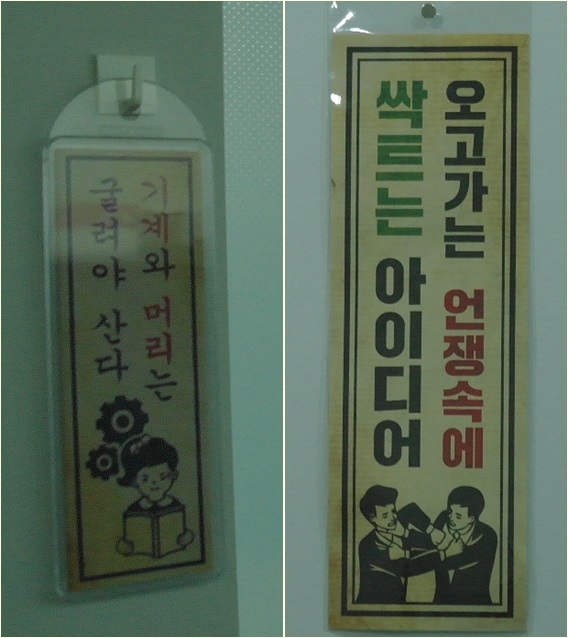 기계와 머리는
굴려야 산다
오고가는 언쟁속에
싹트는 아이디어